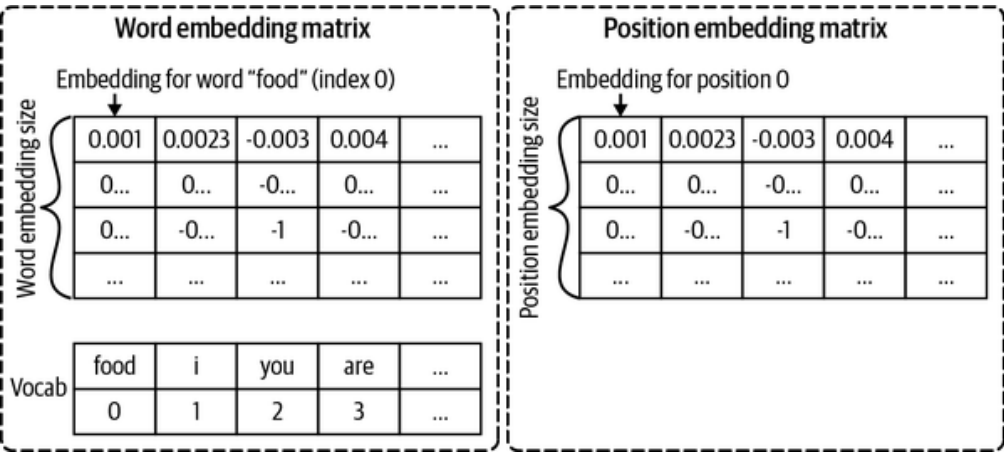 Word embedding matrix
Embedding for word "food" (index 0)
Word embedding size
0.001 0.0023 -0.003 0.004 ...
0... 0... -0... 0... ...
0... -0... -1 -0... ...
... ... ... ... ...
Vocab
food i you are ...
0 1 2 3 ...
Position embedding matrix
Embedding for position 0
Position embedding size
0.001 0.0023 -0.003 0.004 ...
0... 0... -0... 0... ...
0... -0... -1 -0... ...
... ... ... ... ...